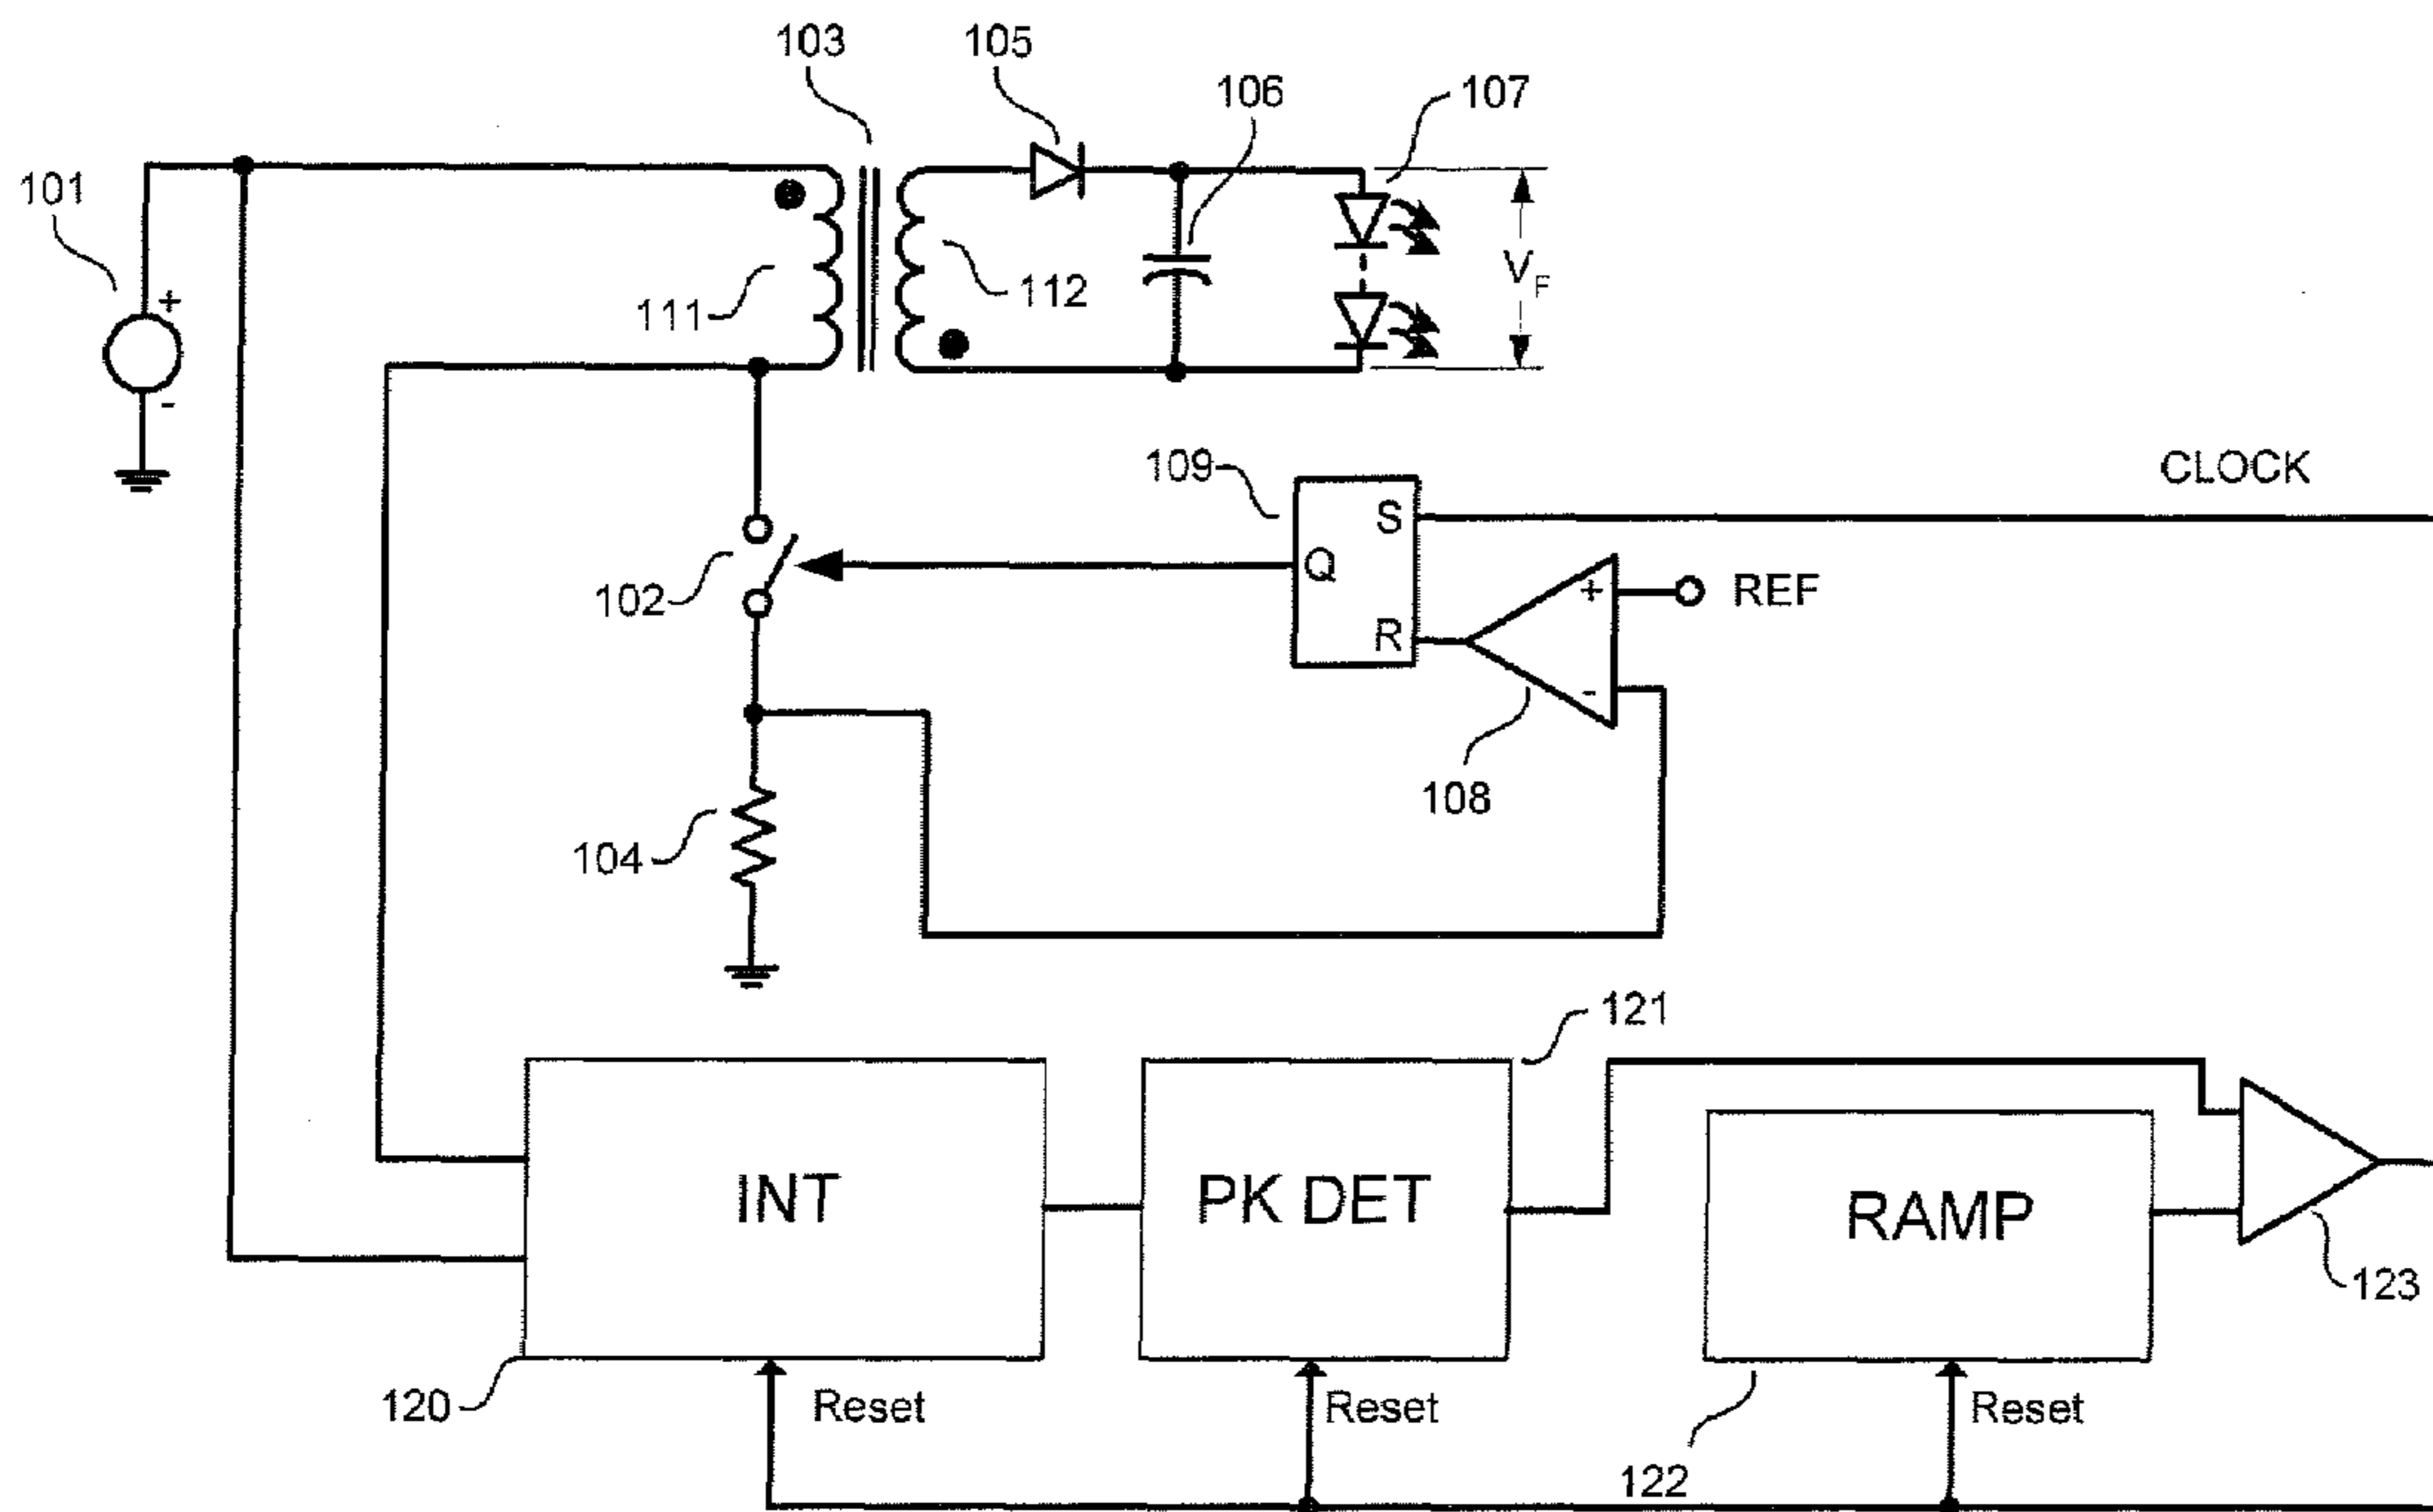 103
105
106
107
101
+
-
111
112
VF
109
CLOCK
S
Q
R
102
+
REF
-
108
104
121
INT
PK DET
RAMP
123
120
Reset
Reset
Reset
122